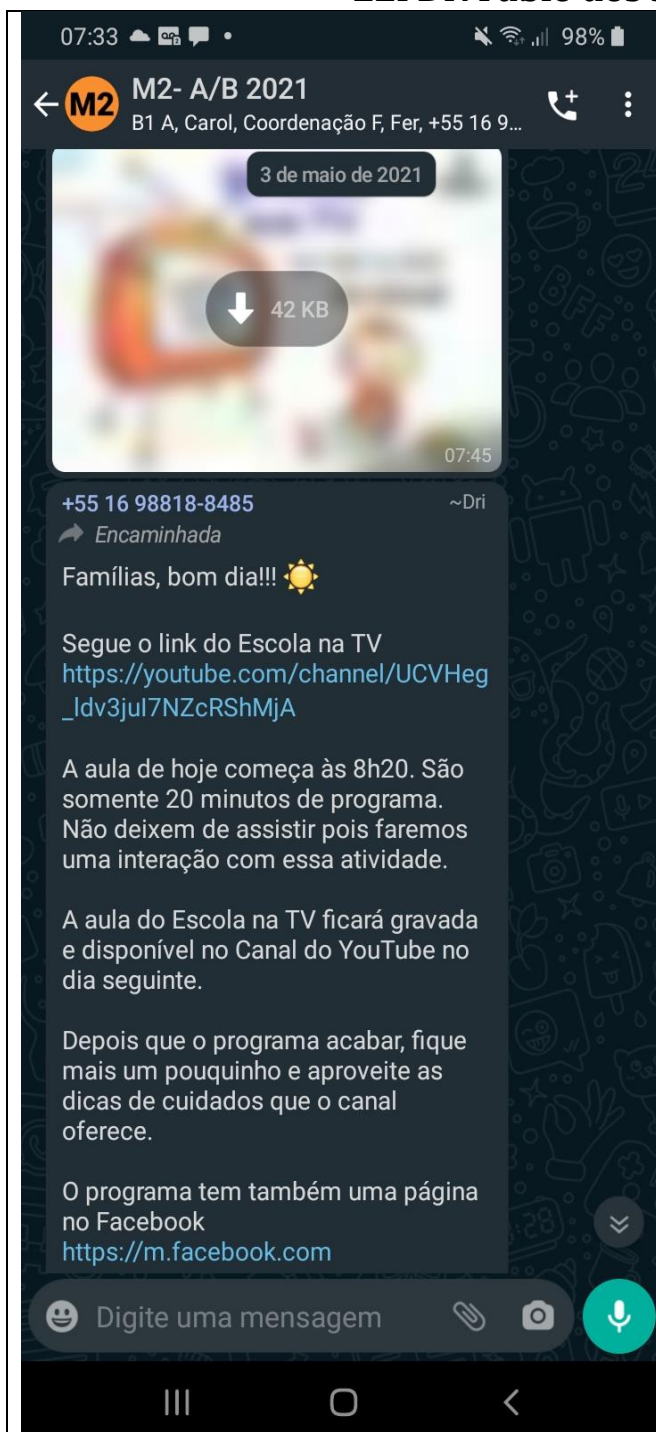 07:33
98%
M2
M2- A/B 2021
B1 A, Carol, Coordenação F, Fer, +55 16 9...
3 de maio de 2021
42 KB
07:45
+55 16 98818-8485 ~Dri
Encaminhada
Famílias, bom dia!!!
Segue o link do Escola na TV
https://youtube.com/channel/UCVHeg
_ldv3juI7NZcRShMjA
A aula de hoje começa às 8h20. São
somente 20 minutos de programa.
Não deixem de assistir pois faremos
uma interação com essa atividade.
A aula do Escola na TV ficará gravada
e disponível no Canal do YouTube no
dia seguinte.
Depois que o programa acabar, fique
mais um pouquinho e aproveite as
dicas de cuidados que o canal
oferece.
O programa tem também uma página
no Facebook
https://m.facebook.com
Digite uma mensagem